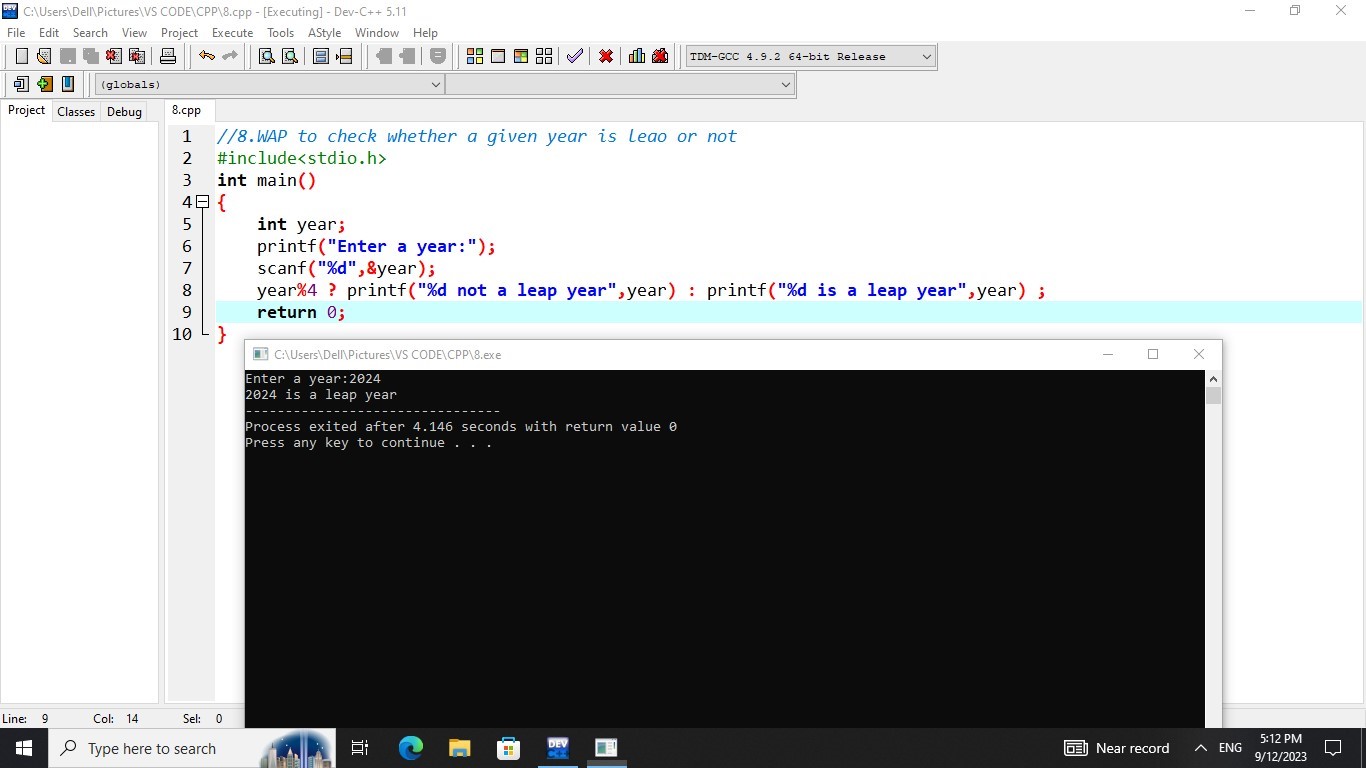 C:\Users\Dell\Pictures\VS CODE\CPP\8.cpp - [Executing] - Dev-C++ 5.11
File Edit Search View Project Execute Tools AStyle Window Help
TDM-GCC 4.9.2 64-bit Release
(globals)
Project Classes Debug 8.cpp
1 //8.WAP to check whether a given year is leao or not
2 #include<stdio.h>
3 int main()
4 {
5 int year;
6 printf("Enter a year:");
7 scanf("%d",&year);
8 year%4 ? printf("%d not a leap year",year) : printf("%d is a leap year",year) ;
9 return 0;
10 }
C:\Users\Dell\Pictures\VS CODE\CPP\8.exe
Enter a year:2024
2024 is a leap year
--------------------------------
Process exited after 4.146 seconds with return value 0
Press any key to continue . . .
Line: 9 Col: 14 Sel: 0
Type here to search
DEV
Near record
ENG
5:12 PM
9/12/2023